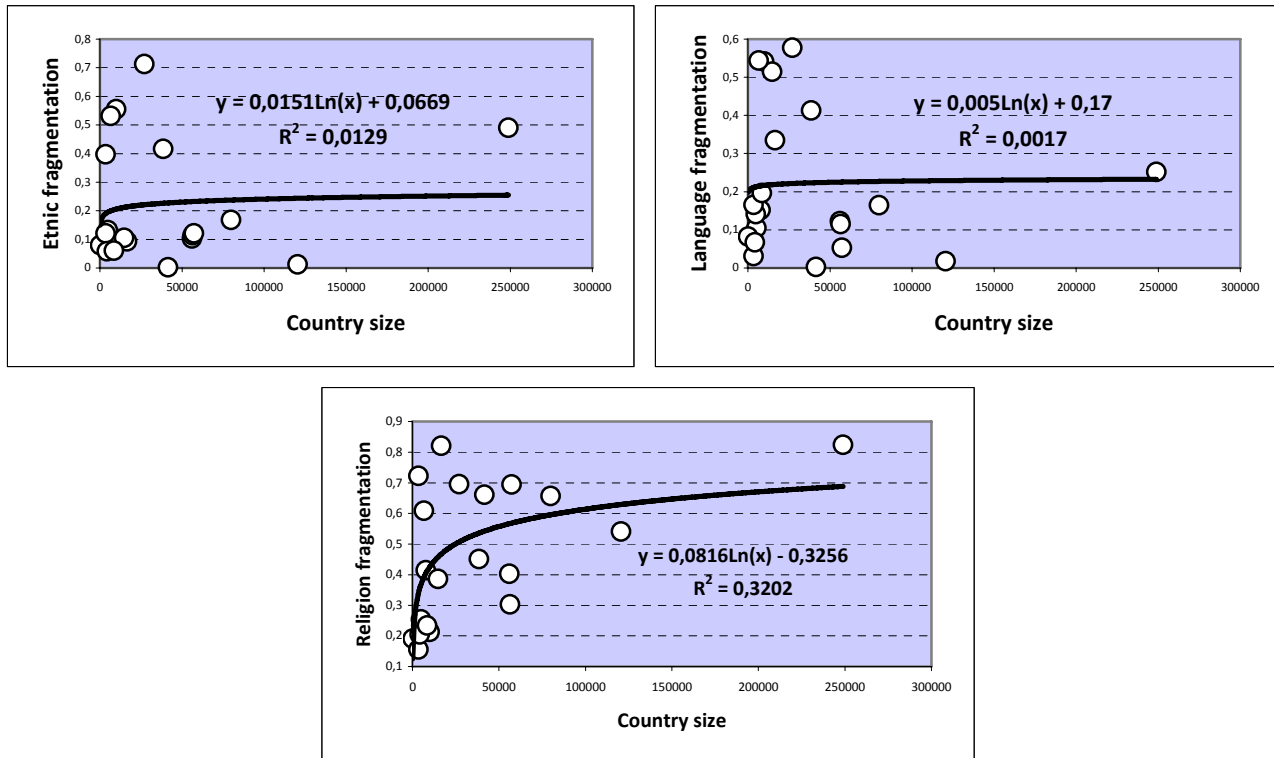 Etnic fragmentation
0,8
0,7
0,6
0,5
0,4
0,3
0,2
0,1
0
y = 0,0151Ln(x) + 0,0669
R² = 0,0129
0 50000 100000 150000 200000 250000 300000
Country size
Language fragmentation
0,6
0,5
0,4
0,3
0,2
0,1
0
y = 0,005Ln(x) + 0,17
R² = 0,0017
0 50000 100000 150000 200000 250000 300000
Country size
Religion fragmentation
0,9
0,8
0,7
0,6
0,5
0,4
0,3
0,2
0,1
y = 0,0816Ln(x) - 0,3256
R² = 0,3202
0 50000 100000 150000 200000 250000 300000
Country size